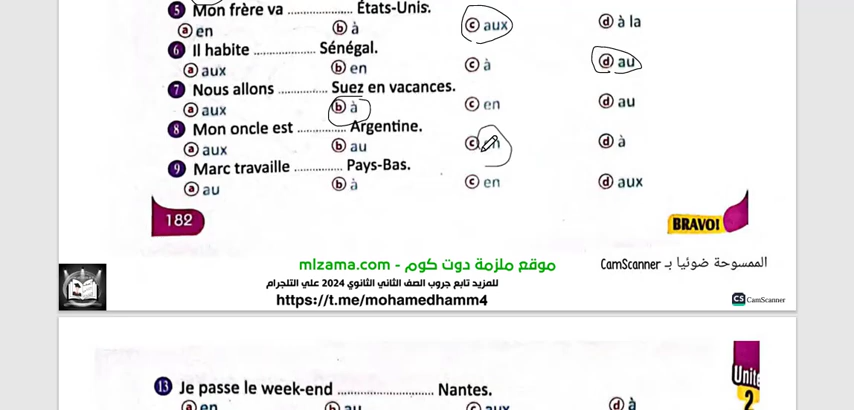 5 Mon frère va .................. États-Unis.
a en b à c aux d à la
6 Il habite ................. Sénégal.
a aux b en c à d au
7 Nous allons ............. Suez en vacances.
a aux b à c en d au
8 Mon oncle est ............. Argentine.
a aux b au c en d à
9 Marc travaille ............. Pays-Bas.
a au b à c en d aux
182
BRAVO!
موقع ملزمة دوت كوم - mlzama.com
للمزيد تابع جروب الصف الثاني الثانوي 2024 علي التلجرام
https://t.me/mohamedhamm4
الممسوحة ضوئيا بـ CamScanner
CS CamScanner
Unité
2
13 Je passe le week-end .......................... Nantes.
a en b au c aux d à